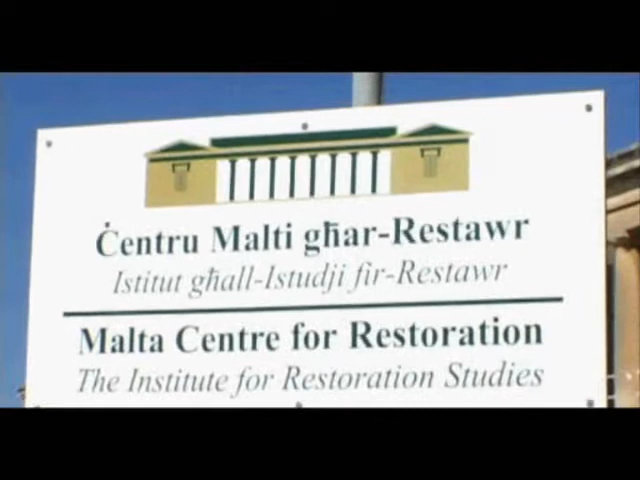 Ċentru Malti għar-Restawr
Istitut għall-Istudji fir-Restawr
Malta Centre for Restoration
The Institute for Restoration Studies